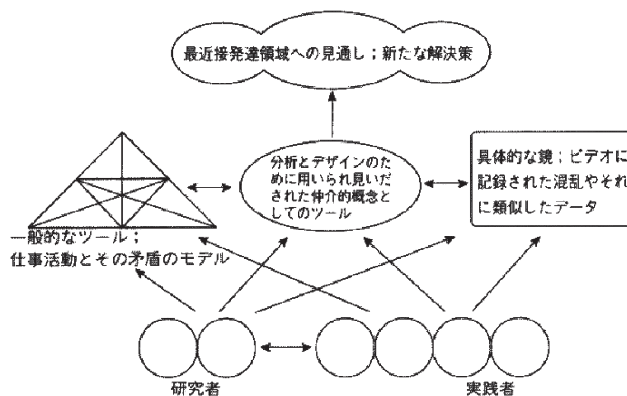 最近接発達領域への見通し；新たな解決策
分析とデザインのた
めに用いられ見いだ
された仲介的概念と
してのツール
具体的な鏡；ビデオに
記録された混乱やそれ
に類似したデータ
一般的なツール；
仕事活動とその矛盾のモデル
研究者
実践者